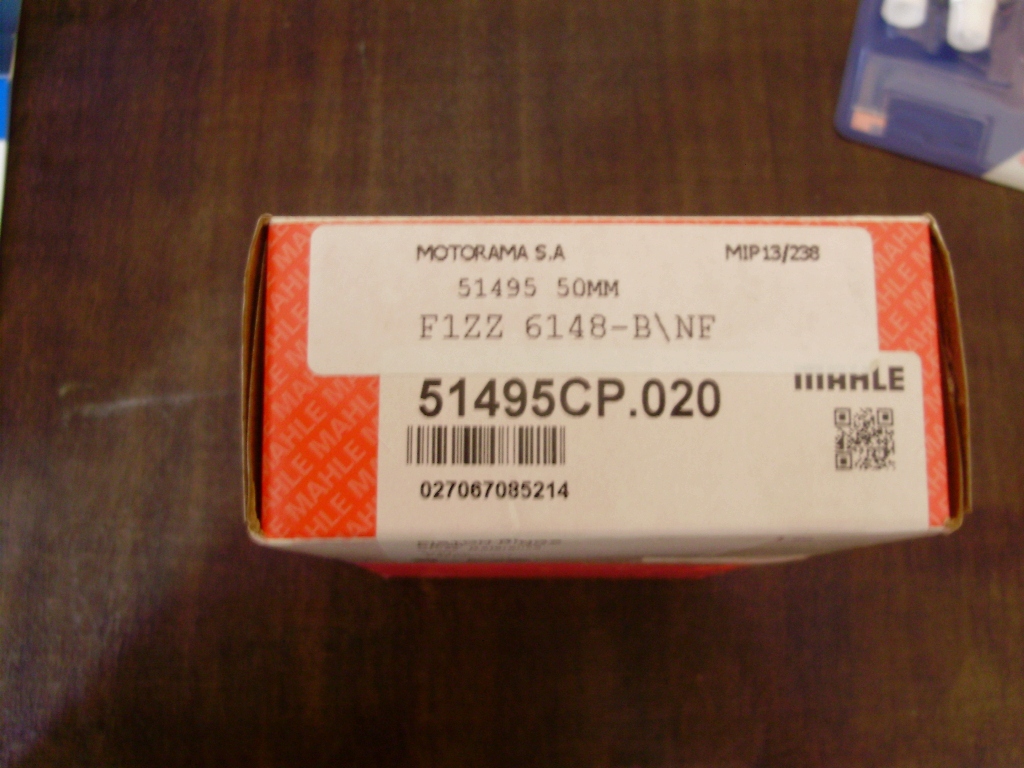 MOTORAMA S.A MIP13/238
51495 50MM
F1ZZ 6148-B\NF
MAHLE
51495CP.020
027067085214